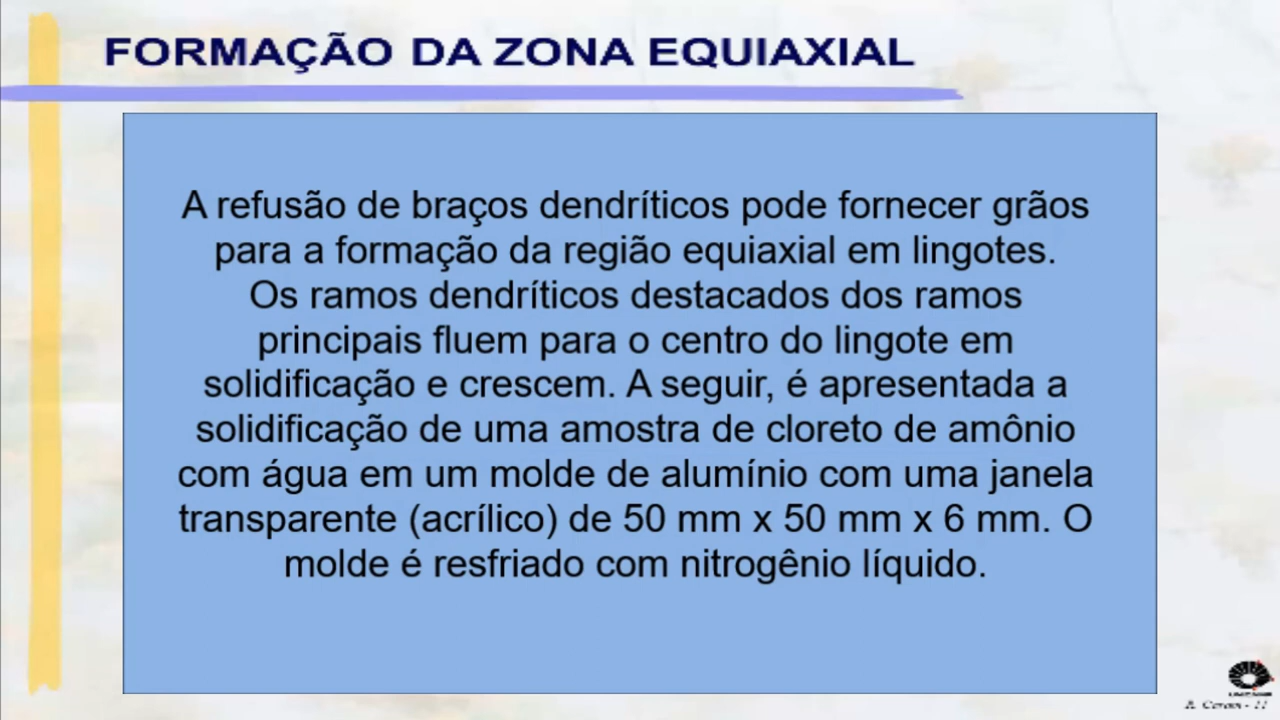 FORMAÇÃO DA ZONA EQUIAXIAL
A refusão de braços dendríticos pode fornecer grãos
para a formação da região equiaxial em lingotes.
Os ramos dendríticos destacados dos ramos
principais fluem para o centro do lingote em
solidificação e crescem. A seguir, é apresentada a
solidificação de uma amostra de cloreto de amônio
com água em um molde de alumínio com uma janela
transparente (acrílico) de 50 mm x 50 mm x 6 mm. O
molde é resfriado com nitrogênio líquido.
UNICAMP
R. Caram - 11